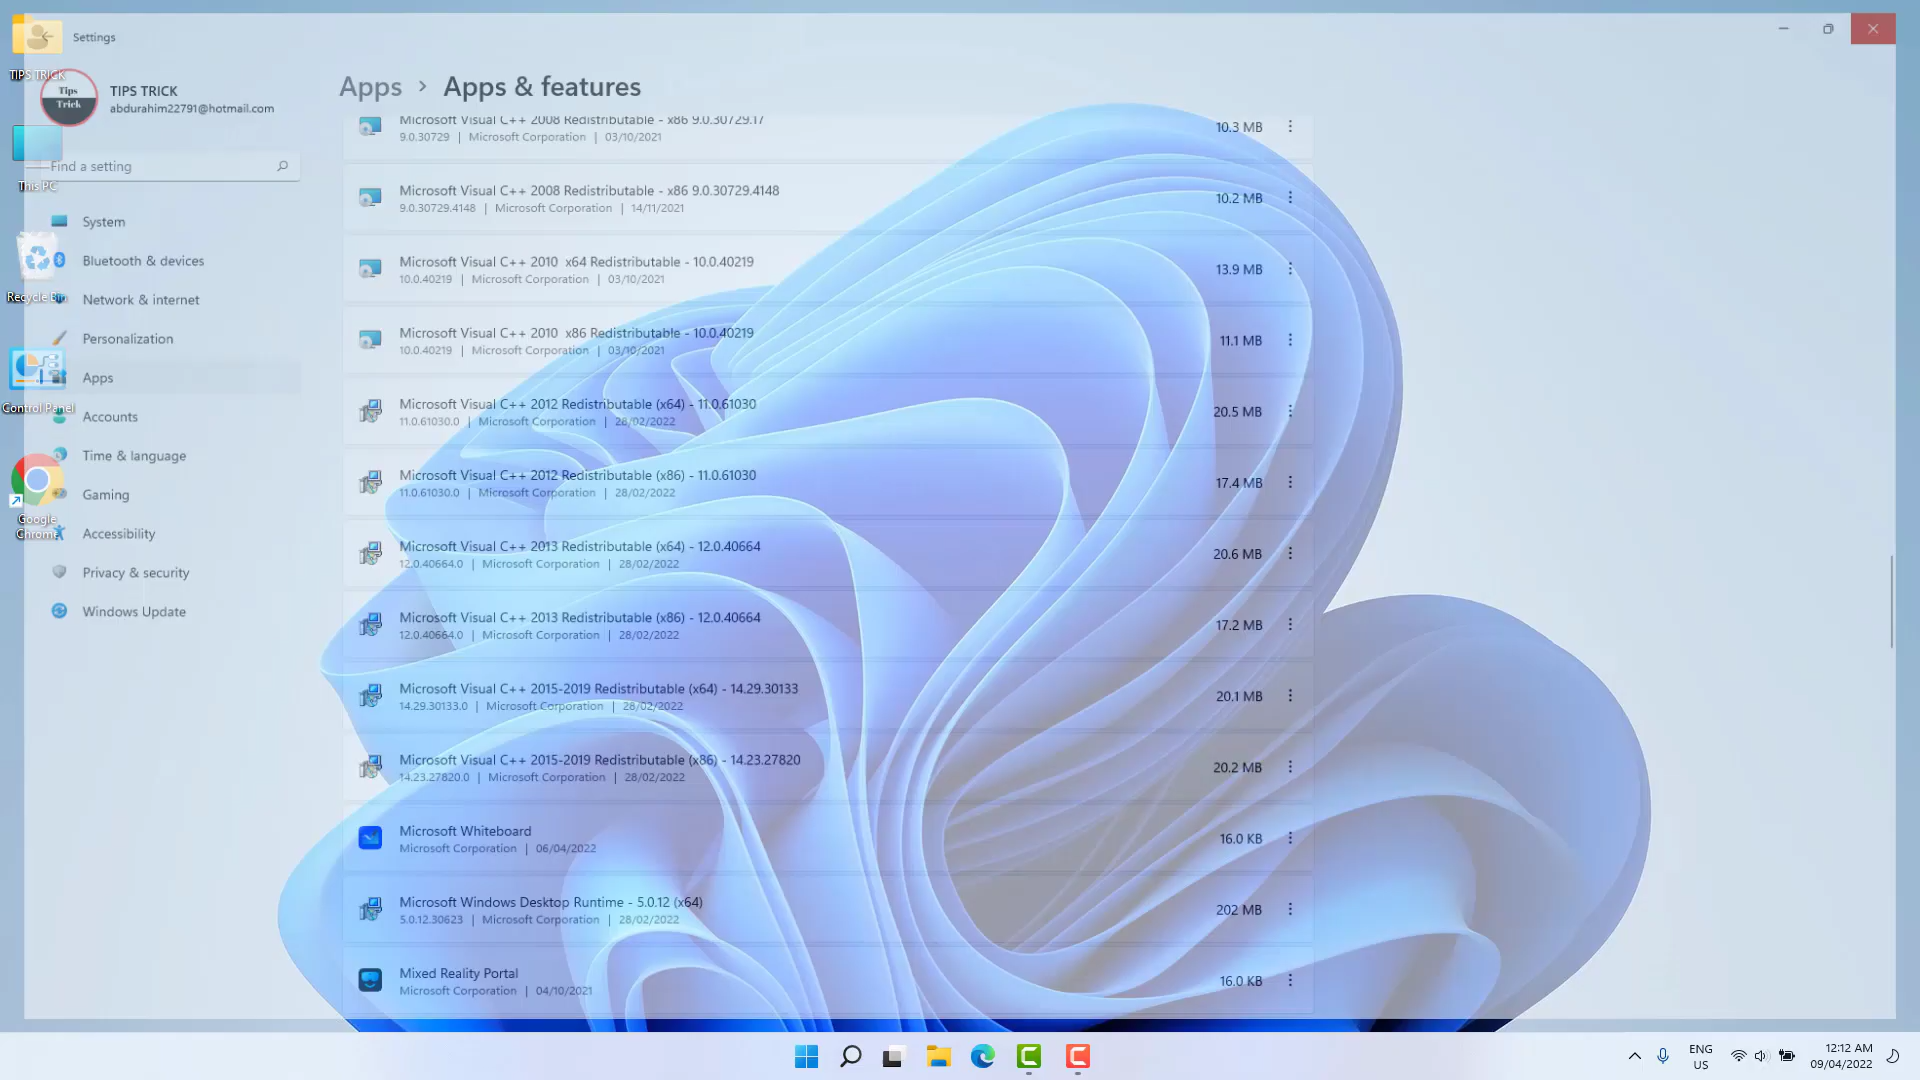 Settings
TIPS TRICK
Tips
Trick
TIPS TRICK
abdurahim22791@hotmail.com
Find a setting
This PC
System
Bluetooth & devices
Recycle Bin
Network & internet
Personalization
Apps
Control Panel
Accounts
Time & language
Gaming
Google
Chrome
Accessibility
Privacy & security
Windows Update
Apps > Apps & features
Microsoft Visual C++ 2008 Redistributable - x86 9.0.30729.17
9.0.30729 | Microsoft Corporation | 03/10/2021
10.3 MB
Microsoft Visual C++ 2008 Redistributable - x86 9.0.30729.4148
9.0.30729.4148 | Microsoft Corporation | 14/11/2021
10.2 MB
Microsoft Visual C++ 2010 x64 Redistributable - 10.0.40219
10.0.40219 | Microsoft Corporation | 03/10/2021
13.9 MB
Microsoft Visual C++ 2010 x86 Redistributable - 10.0.40219
10.0.40219 | Microsoft Corporation | 03/10/2021
11.1 MB
Microsoft Visual C++ 2012 Redistributable (x64) - 11.0.61030
11.0.61030.0 | Microsoft Corporation | 28/02/2022
20.5 MB
Microsoft Visual C++ 2012 Redistributable (x86) - 11.0.61030
11.0.61030.0 | Microsoft Corporation | 28/02/2022
17.4 MB
Microsoft Visual C++ 2013 Redistributable (x64) - 12.0.40664
12.0.40664.0 | Microsoft Corporation | 28/02/2022
20.6 MB
Microsoft Visual C++ 2013 Redistributable (x86) - 12.0.40664
12.0.40664.0 | Microsoft Corporation | 28/02/2022
17.2 MB
Microsoft Visual C++ 2015-2019 Redistributable (x64) - 14.29.30133
14.29.30133.0 | Microsoft Corporation | 28/02/2022
20.1 MB
Microsoft Visual C++ 2015-2019 Redistributable (x86) - 14.23.27820
14.23.27820.0 | Microsoft Corporation | 28/02/2022
20.2 MB
Microsoft Whiteboard
Microsoft Corporation | 06/04/2022
16.0 KB
Microsoft Windows Desktop Runtime - 5.0.12 (x64)
5.0.12.30623 | Microsoft Corporation | 28/02/2022
202 MB
Mixed Reality Portal
Microsoft Corporation | 04/10/2021
16.0 KB
ENG
US
12:12 AM
09/04/2022